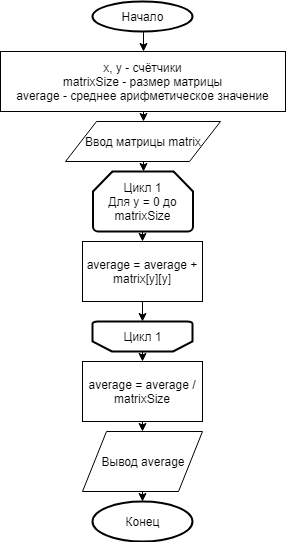 Начало
x, y - счётчики
matrixSize - размер матрицы
average - среднее арифметическое значение
Ввод матрицы matrix
Цикл 1
Для y = 0 до
matrixSize
average = average +
matrix[y][y]
Цикл 1
average = average /
matrixSize
Вывод average
Конец